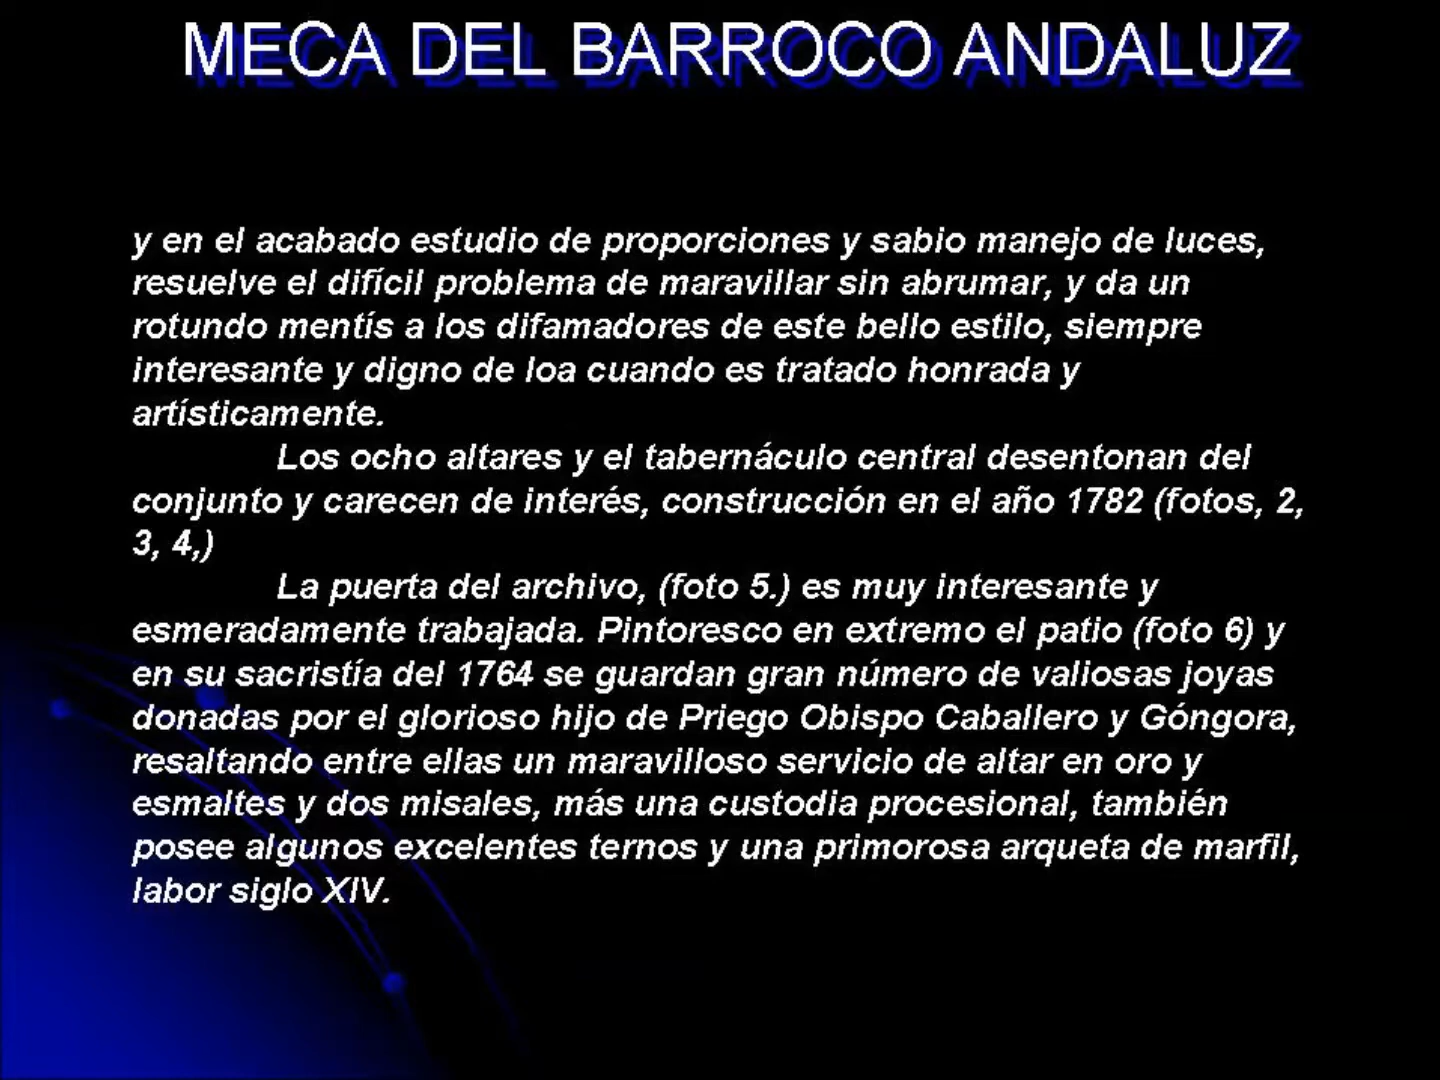 MECA DEL BARROCO ANDALUZ
y en el acabado estudio de proporciones y sabio manejo de luces,
resuelve el difícil problema de maravillar sin abrumar, y da un
rotundo mentís a los difamadores de este bello estilo, siempre
interesante y digno de loa cuando es tratado honrada y
artísticamente.
Los ocho altares y el tabernáculo central desentonan del
conjunto y carecen de interés, construcción en el año 1782 (fotos, 2,
3, 4,)
La puerta del archivo, (foto 5.) es muy interesante y
esmeradamente trabajada. Pintoresco en extremo el patio (foto 6) y
en su sacristía del 1764 se guardan gran número de valiosas joyas
donadas por el glorioso hijo de Priego Obispo Caballero y Góngora,
resaltando entre ellas un maravilloso servicio de altar en oro y
esmaltes y dos misales, más una custodia procesional, también
posee algunos excelentes ternos y una primorosa arqueta de marfil,
labor siglo XIV.